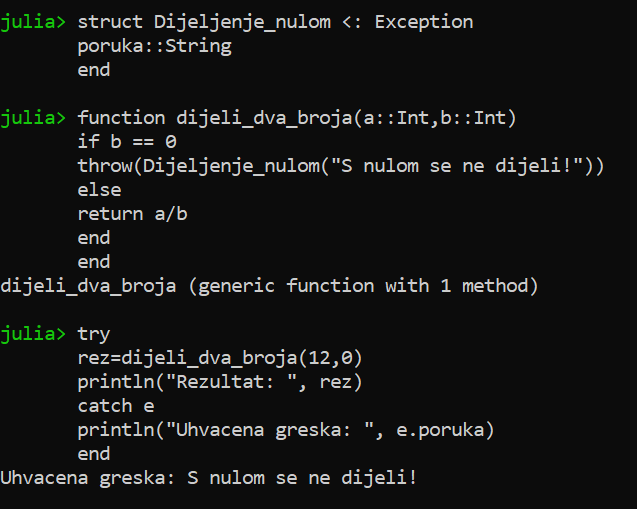 julia> struct Dijeljenje_nulom <: Exception
       poruka::String
       end

julia> function dijeli_dva_broja(a::Int,b::Int)
       if b == 0
       throw(Dijeljenje_nulom("S nulom se ne dijeli!"))
       else
       return a/b
       end
       end
dijeli_dva_broja (generic function with 1 method)

julia> try
       rez=dijeli_dva_broja(12,0)
       println("Rezultat: ", rez)
       catch e
       println("Uhvacena greska: ", e.poruka)
       end
Uhvacena greska: S nulom se ne dijeli!